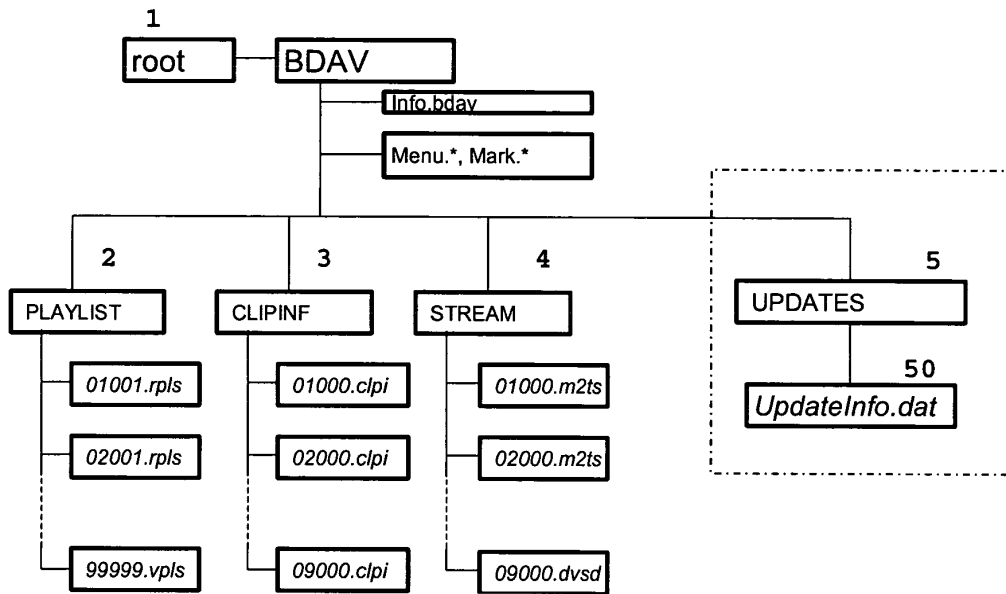 1
root
BDAV
Info.bdav
Menu.*, Mark.*
2
3
4
5
PLAYLIST
CLIPINF
STREAM
UPDATES
50
01001.rpls
01000.clpi
01000.m2ts
UpdateInfo.dat
02001.rpls
02000.clpi
02000.m2ts
99999.vpls
09000.clpi
09000.dvsd